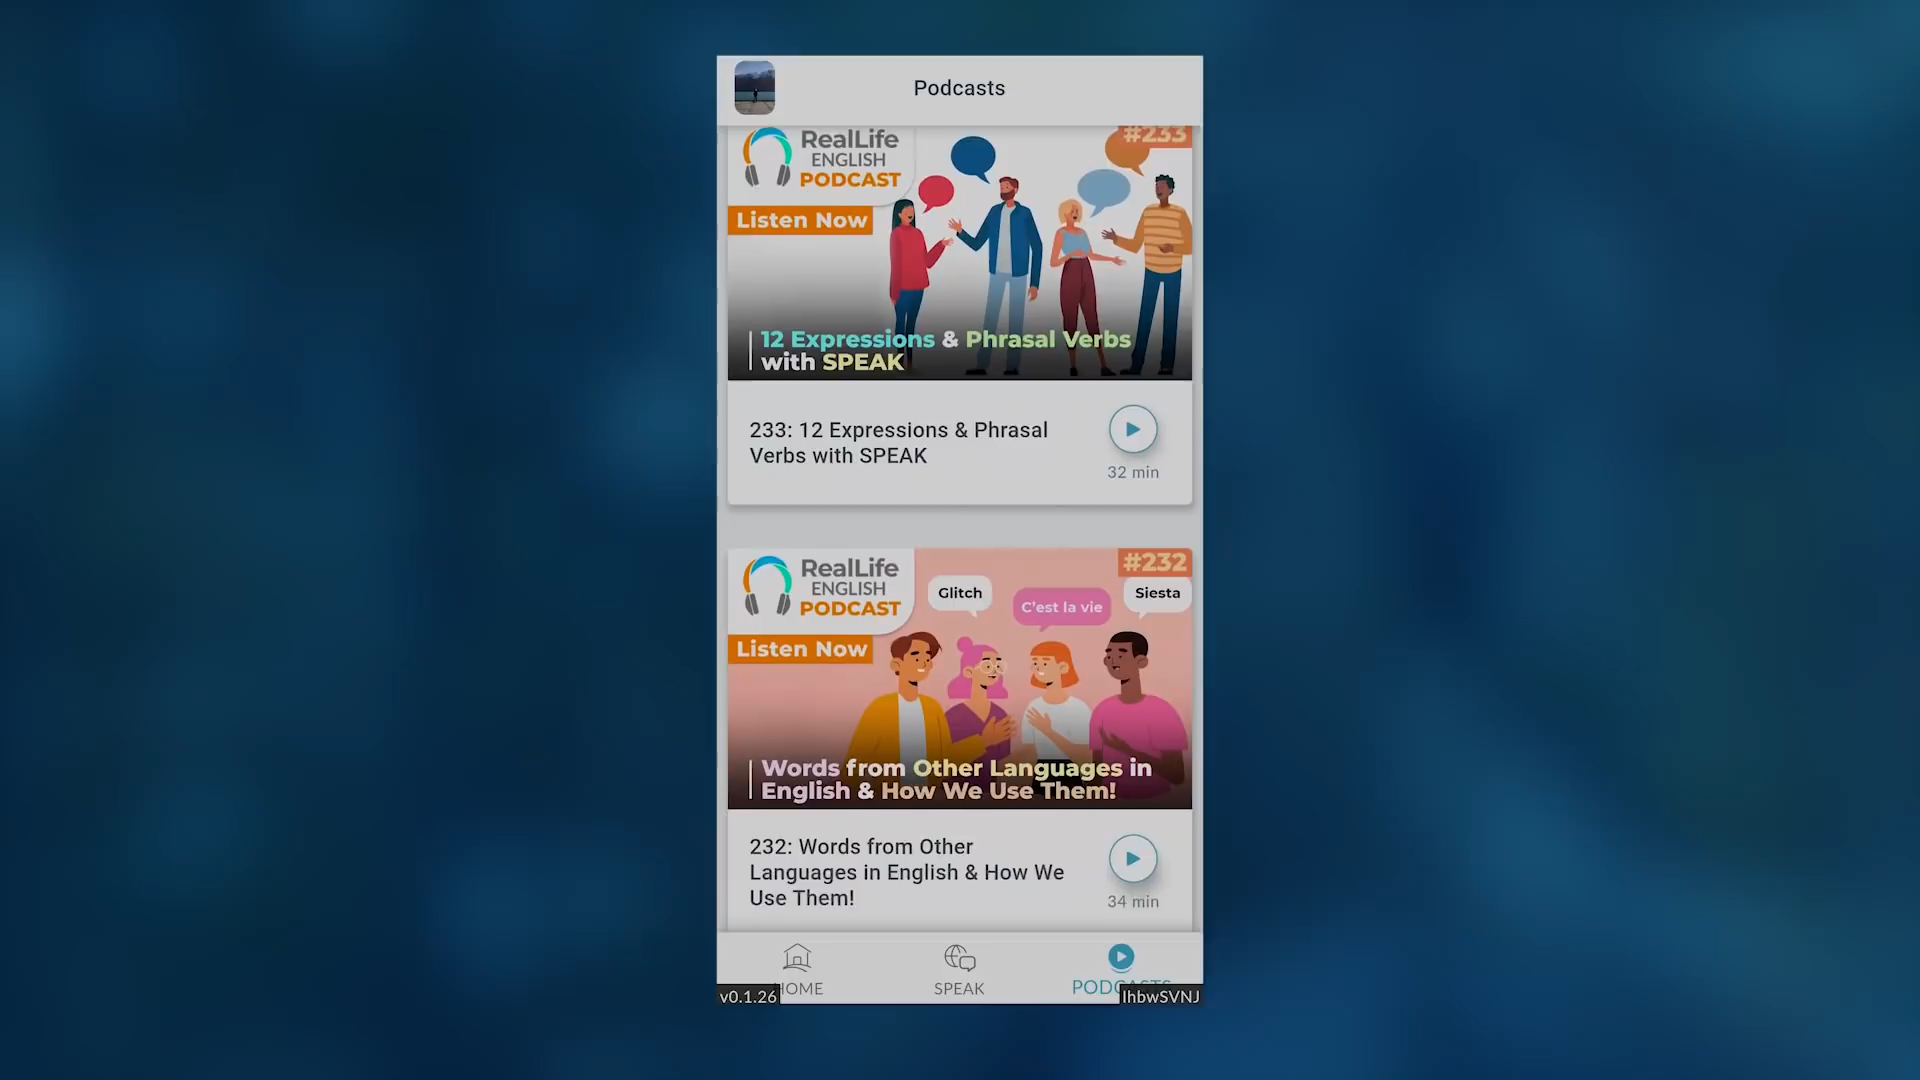 Podcasts
RealLife
ENGLISH
PODCAST
#233
Listen Now
12 Expressions & Phrasal Verbs
with SPEAK
233: 12 Expressions & Phrasal
Verbs with SPEAK
32 min
RealLife
ENGLISH
PODCAST
#232
Glitch
C'est la vie
Siesta
Listen Now
Words from Other Languages in
English & How We Use Them!
232: Words from Other
Languages in English & How We
Use Them!
34 min
HOME
SPEAK
PODCASTS
v0.1.26
IhbwSVNJ